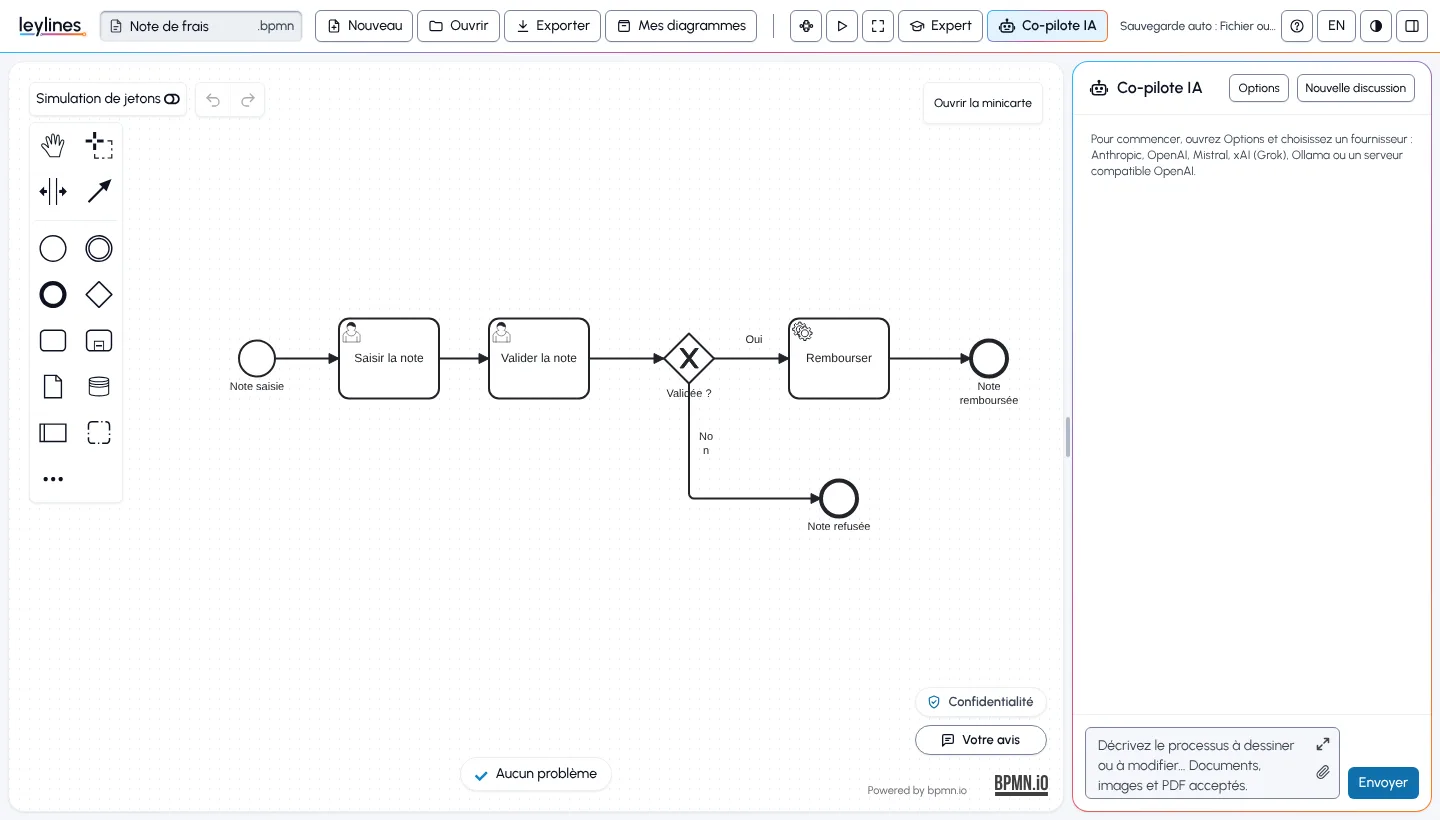 leylines
Note de frais .bpmn
Nouveau
Ouvrir
Exporter
Mes diagrammes
Expert
Co-pilote IA
Sauvegarde auto : Fichier ou...
EN
Simulation de jetons
Ouvrir la minicarte
Co-pilote IA
Options
Nouvelle discussion
Pour commencer, ouvrez Options et choisissez un fournisseur :
Anthropic, OpenAI, Mistral, xAI (Grok), Ollama ou un serveur
compatible OpenAI.
Note saisie
Saisir la note
Valider la note
Validée ?
Oui
Rembourser
Note
remboursée
No
n
Note refusée
Confidentialité
Votre avis
Aucun problème
Powered by bpmn.io
BPMN.iO
Décrivez le processus à dessiner
ou à modifier... Documents,
images et PDF acceptés.
Envoyer